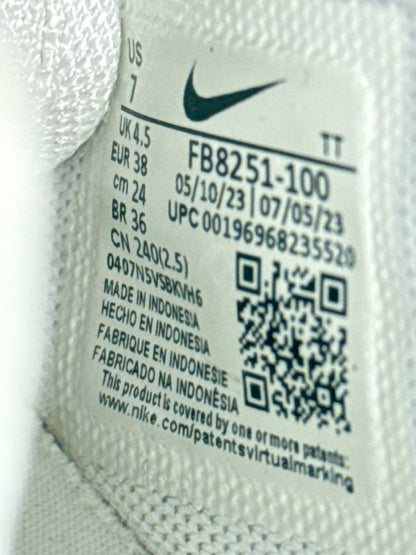 US
7
TT
UK 4.5
EUR 38
cm 24
BR 36
CN 240(2.5)
FB8251-100
05/10/23 | 07/05/23
UPC 00196968235520
0407N5VSBKVH6
MADE IN INDONESIA
HECHO EN INDONESIA
FABRIQUE EN INDONESIE
FABRICADO NA INDONÉSIA
This product is covered by one or more patents:
www.nike.com/patentsvirtualmarking